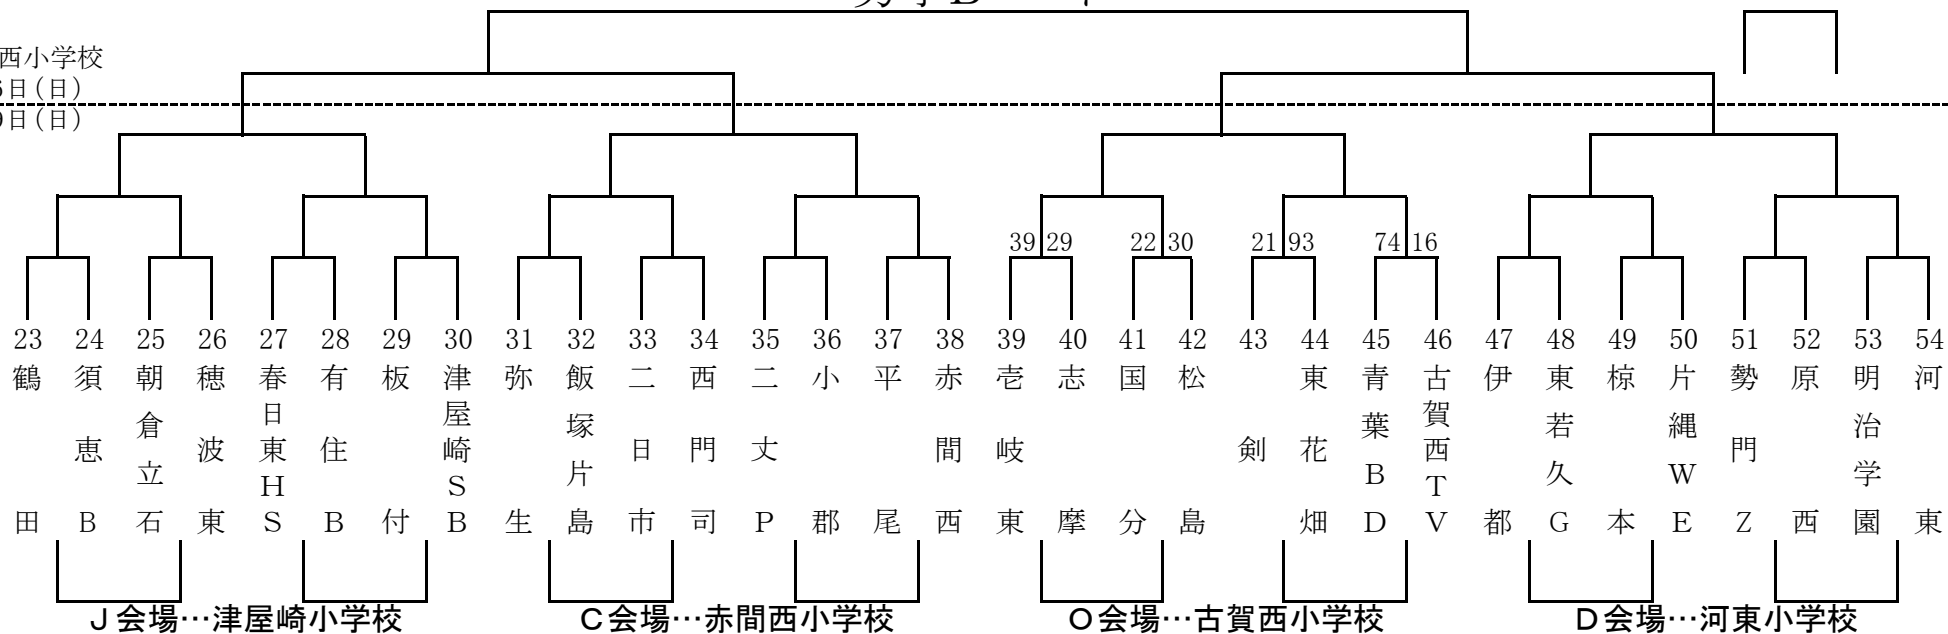 男子D
西小学校
日(日)
日(日)
39 29
22 30
21 93
74 16
23 鶴田
24 須恵B
25 朝倉立石
26 穂波東
27 春日東HS
28 有住B
29 板付
30 津屋崎SB
31 弥生
32 飯塚片島
33 二日市
34 西門司
35 二丈P
36 小郡
37 平尾
38 赤間西
39 壱岐東
40 志摩
41 国分
42 松島
43 剣
44 東花畑
45 青葉BD
46 古賀西TV
47 伊都
48 東若久G
49 椋本
50 片縄WE
51 勢門Z
52 原西
53 明治学園
54 河東
J会場…津屋崎小学校
C会場…赤間西小学校
O会場…古賀西小学校
D会場…河東小学校